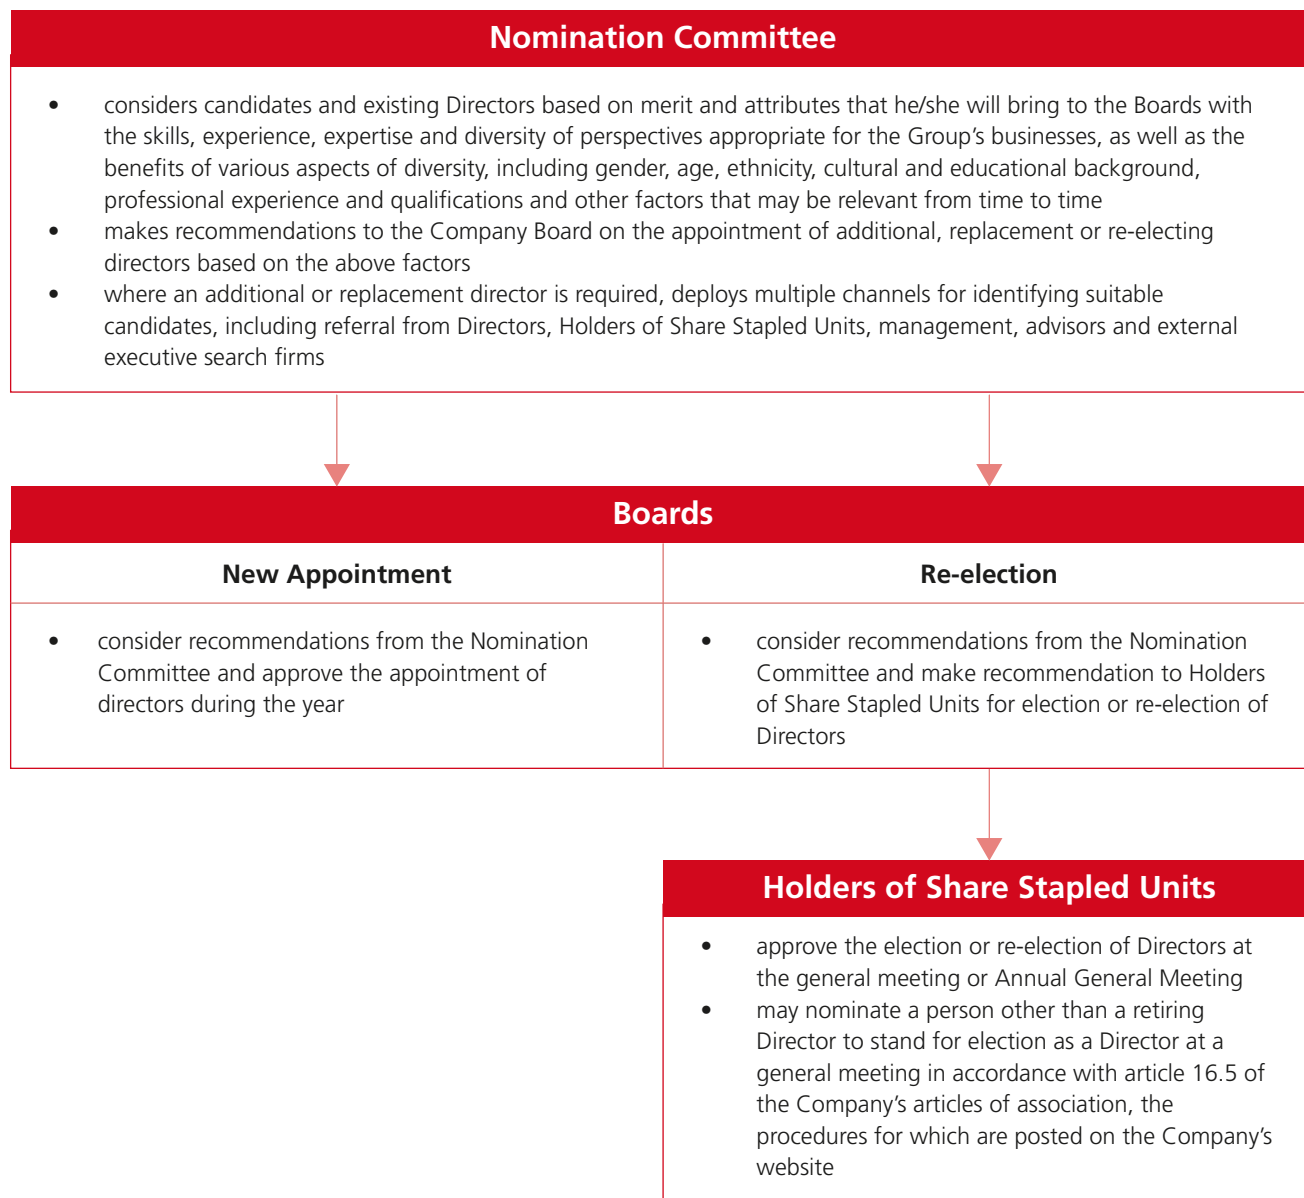 Nomination Committee
• considers candidates and existing Directors based on merit and attributes that he/she will bring to the Boards with
the skills, experience, expertise and diversity of perspectives appropriate for the Group’s businesses, as well as the
benefits of various aspects of diversity, including gender, age, ethnicity, cultural and educational background,
professional experience and qualifications and other factors that may be relevant from time to time
• makes recommendations to the Company Board on the appointment of additional, replacement or re-electing
directors based on the above factors
• where an additional or replacement director is required, deploys multiple channels for identifying suitable
candidates, including referral from Directors, Holders of Share Stapled Units, management, advisors and external
executive search firms
Boards
New Appointment
• consider recommendations from the Nomination
Committee and approve the appointment of
directors during the year
Re-election
• consider recommendations from the Nomination
Committee and make recommendation to Holders
of Share Stapled Units for election or re-election of
Directors
Holders of Share Stapled Units
• approve the election or re-election of Directors at
the general meeting or Annual General Meeting
• may nominate a person other than a retiring
Director to stand for election as a Director at a
general meeting in accordance with article 16.5 of
the Company’s articles of association, the
procedures for which are posted on the Company’s
website